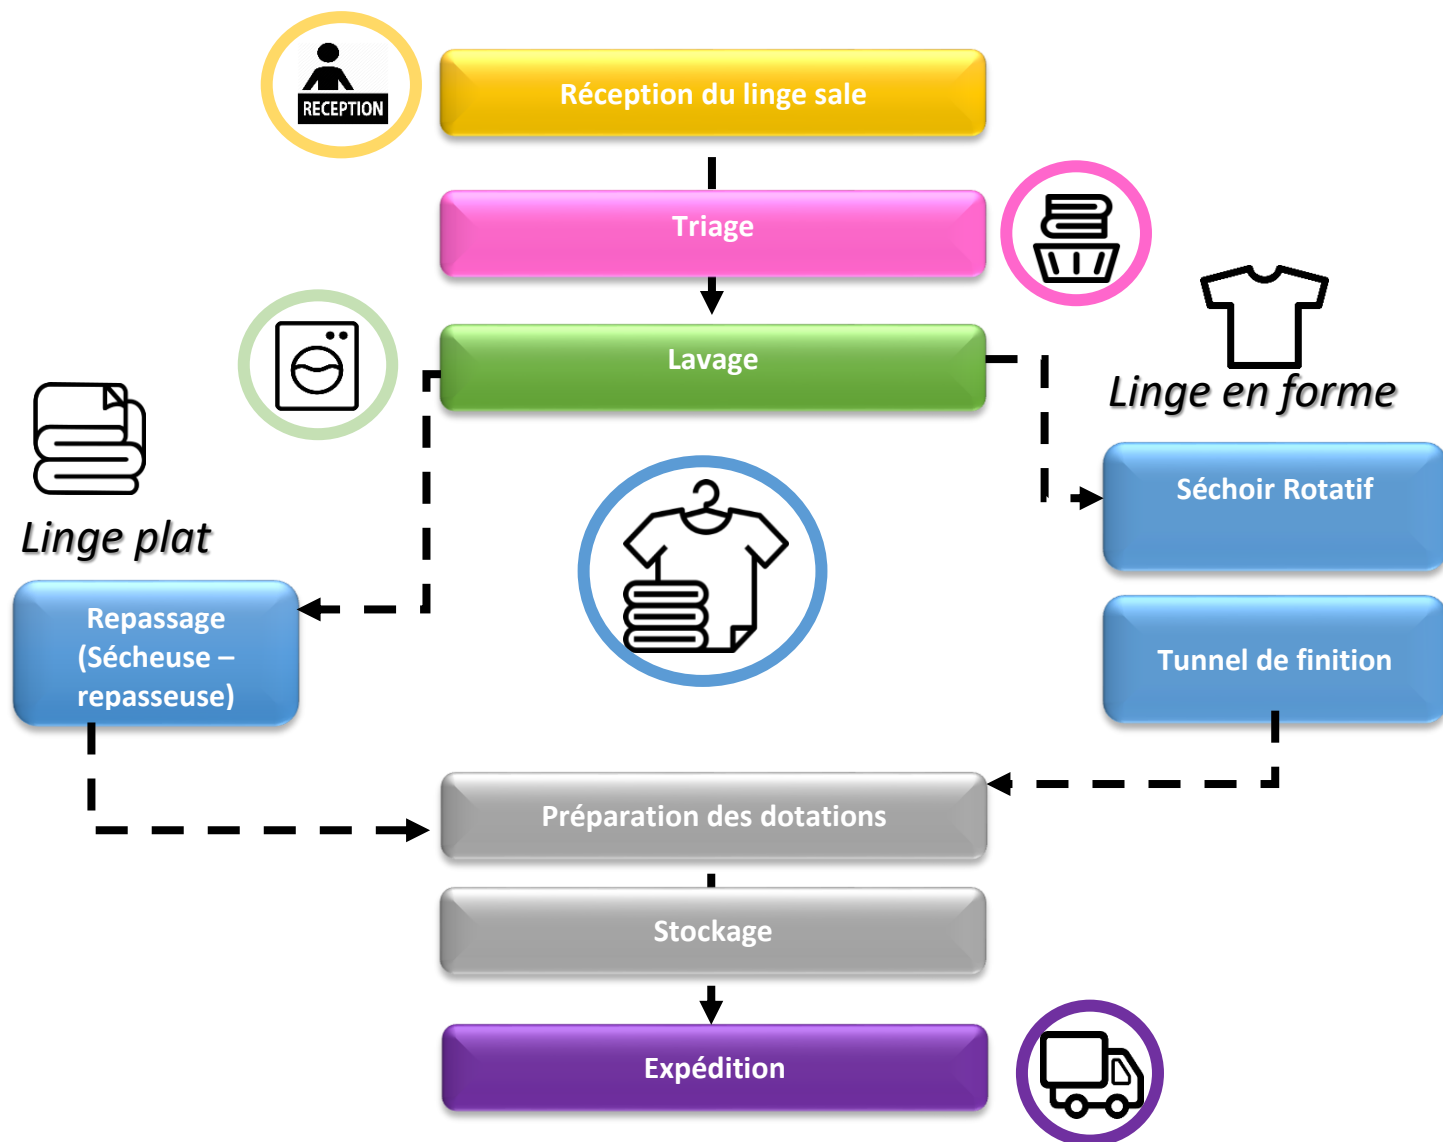 RECEPTION
Réception du linge sale
Triage
Lavage
Linge en forme
Séchoir Rotatif
Linge plat
Repassage
(Sécheuse –
repasseuse)
Tunnel de finition
Préparation des dotations
Stockage
Expédition